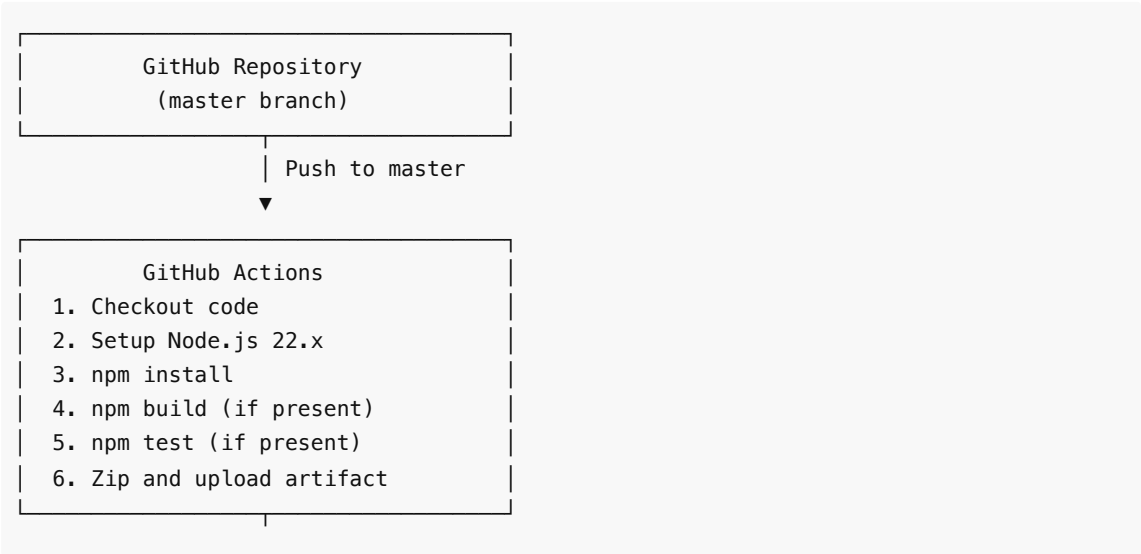 GitHub Repository
(master branch)
Push to master
▼
GitHub Actions
1. Checkout code
2. Setup Node.js 22.x
3. npm install
4. npm build (if present)
5. npm test (if present)
6. Zip and upload artifact